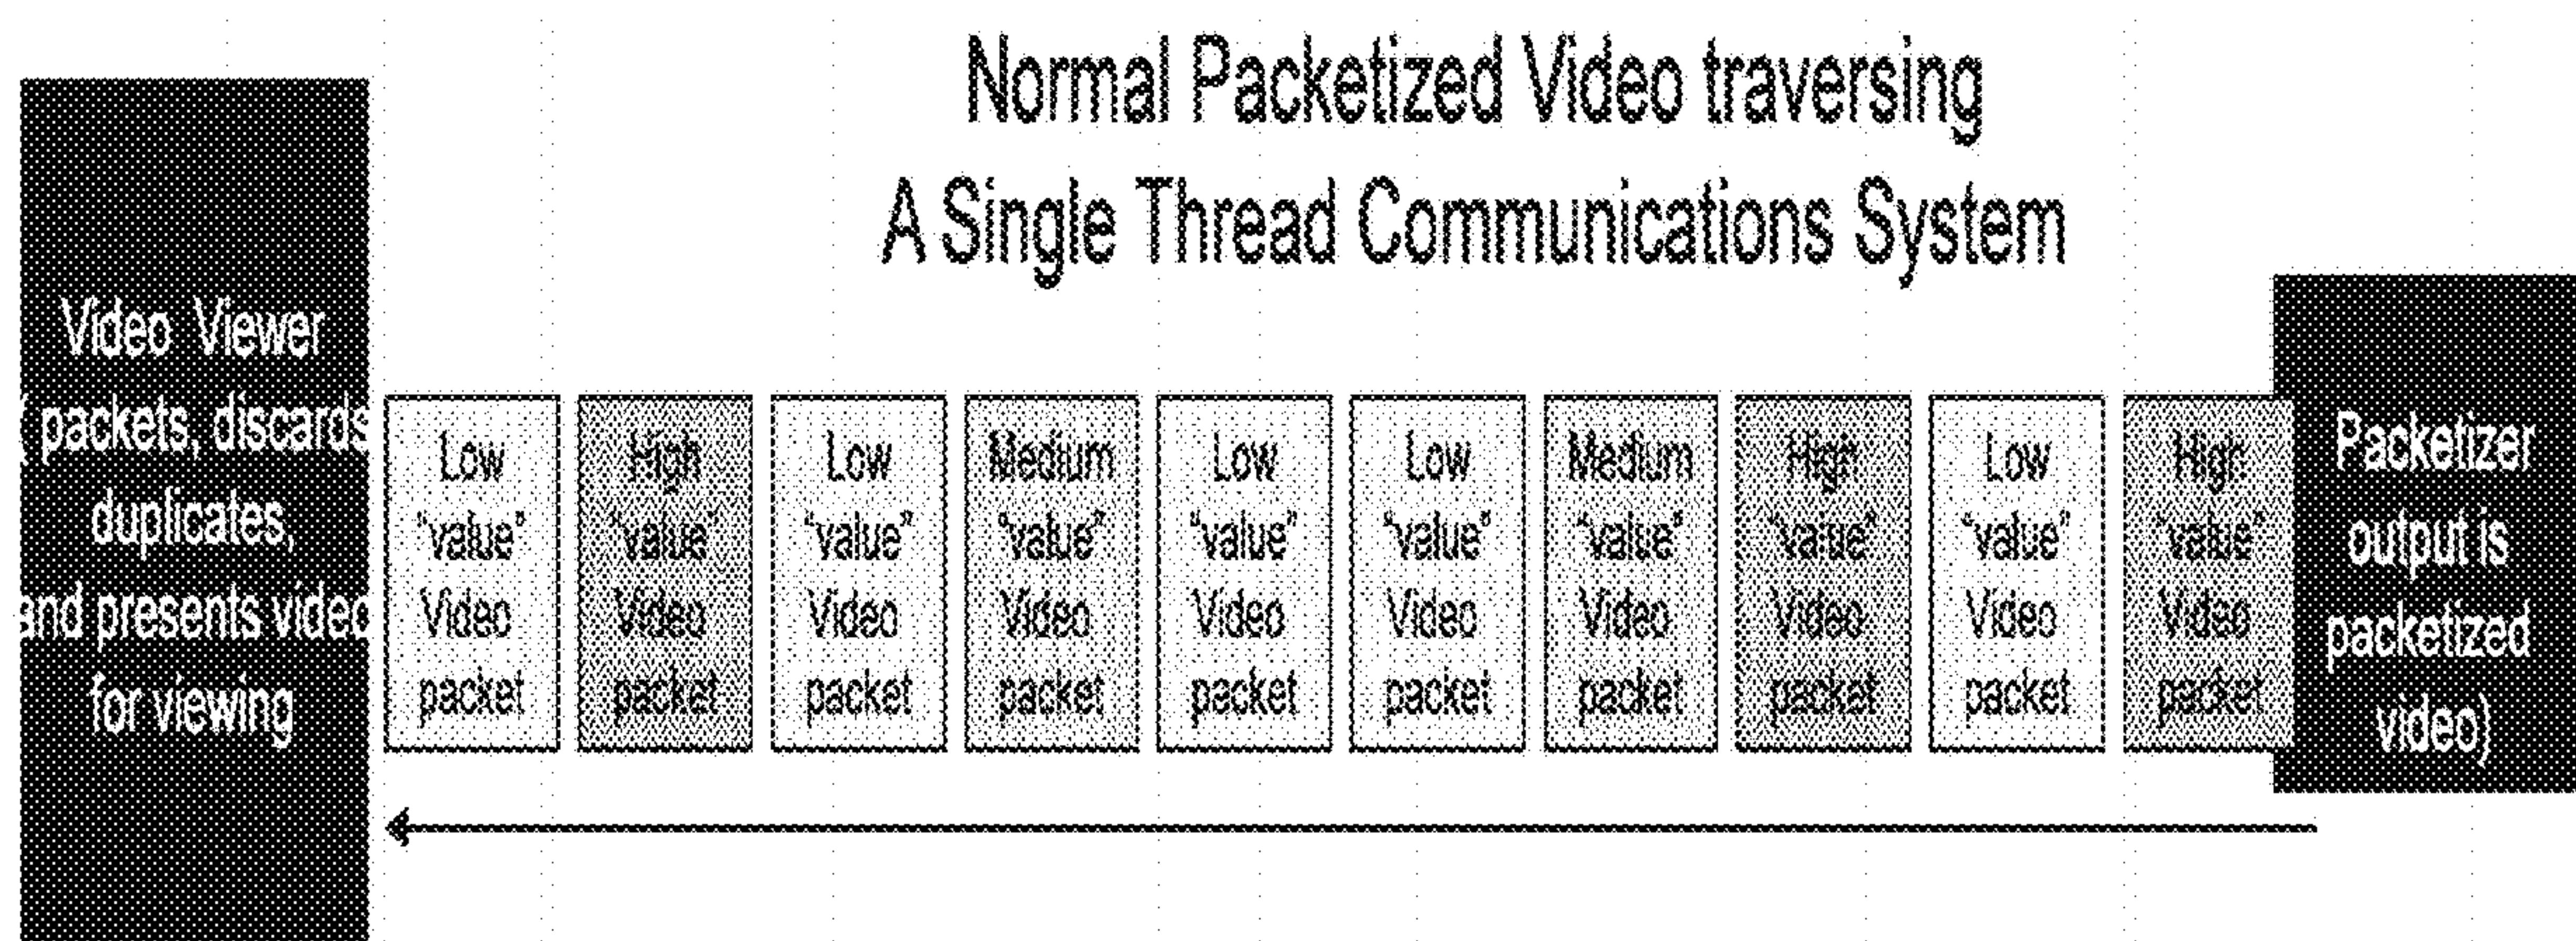 Normal Packetized Video traversing
A Single Thread Communications System
Video Viewer
( packets, discards
duplicates,
and presents video
for viewing
Low
"value"
Video
packet
High
"value"
Video
packet
Low
"value"
Video
packet
Medium
"value"
Video
packet
Low
"value"
Video
packet
Low
"value"
Video
packet
Medium
"value"
Video
packet
High
"value"
Video
packet
Low
"value"
Video
packet
High
"value"
Video
packet
Packetizer
output is
packetized
video)